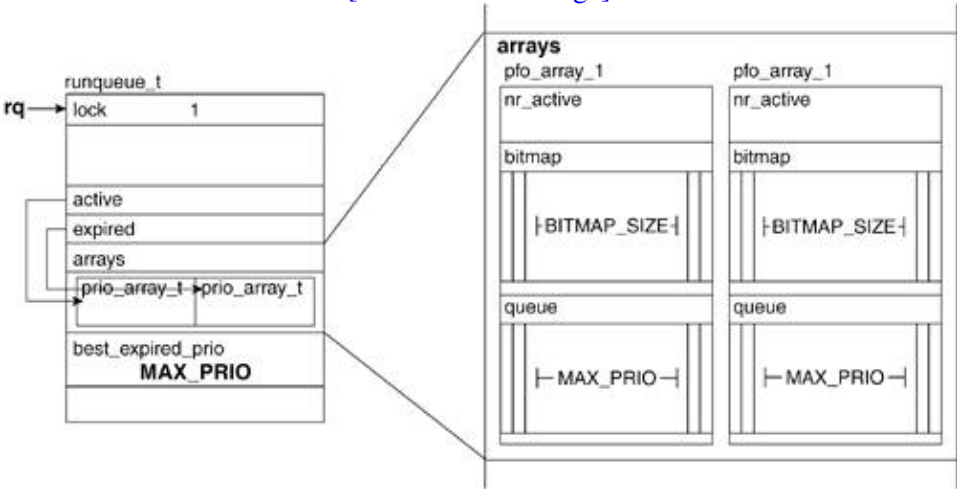 runqueue_t
rq
lock 1
active
expired
arrays
prio_array_t prio_array_t
best_expired_prio
MAX_PRIO
arrays
pfo_array_1 pfo_array_1
nr_active nr_active
bitmap bitmap
BITMAP_SIZE BITMAP_SIZE
queue queue
MAX_PRIO MAX_PRIO